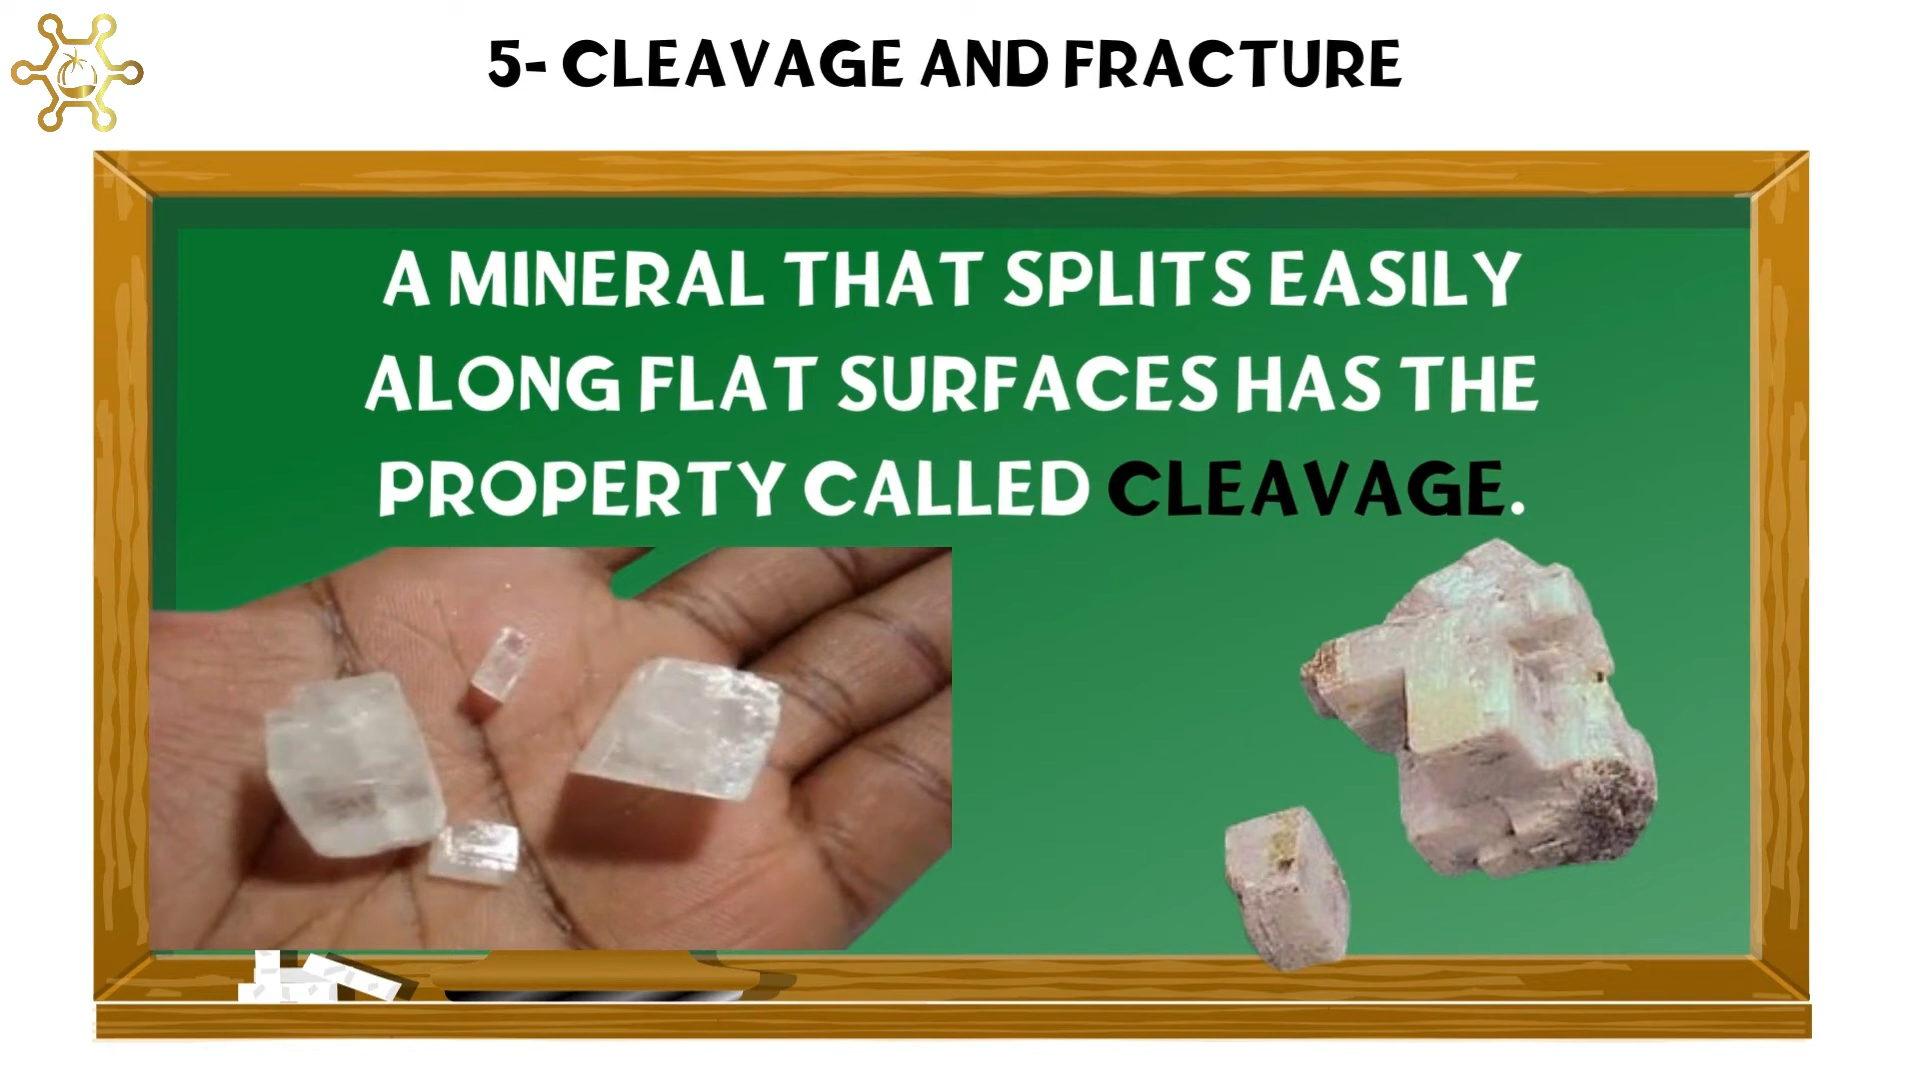 5- CLEAVAGE AND FRACTURE
A MINERAL THAT SPLITS EASILY
ALONG FLAT SURFACES HAS THE
PROPERTY CALLED CLEAVAGE.